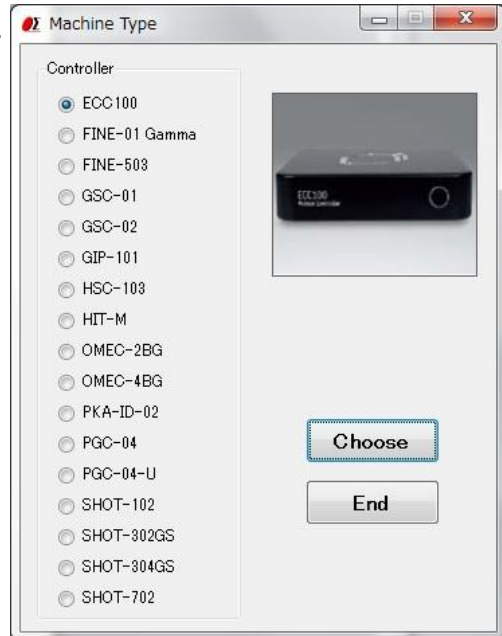 Machine Type
Controller
ECC100
FINE-01 Gamma
FINE-503
GSC-01
GSC-02
GIP-101
HSC-103
HIT-M
OMEC-2BG
OMEC-4BG
PKA-ID-02
PGC-04
PGC-04-U
SHOT-102
SHOT-302GS
SHOT-304GS
SHOT-702
ECC100
Choose
End